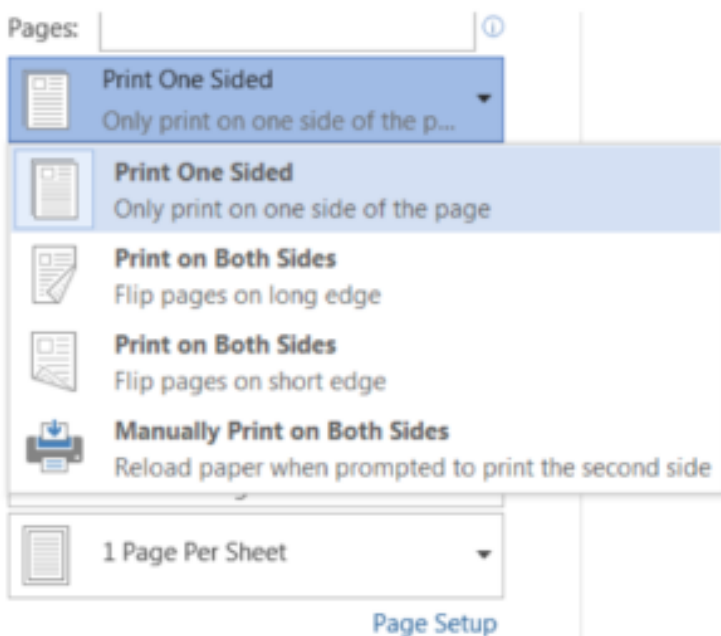 Pages:
Print One Sided
Only print on one side of the p...
Print One Sided
Only print on one side of the page
Print on Both Sides
Flip pages on long edge
Print on Both Sides
Flip pages on short edge
Manually Print on Both Sides
Reload paper when prompted to print the second side
1 Page Per Sheet
Page Setup